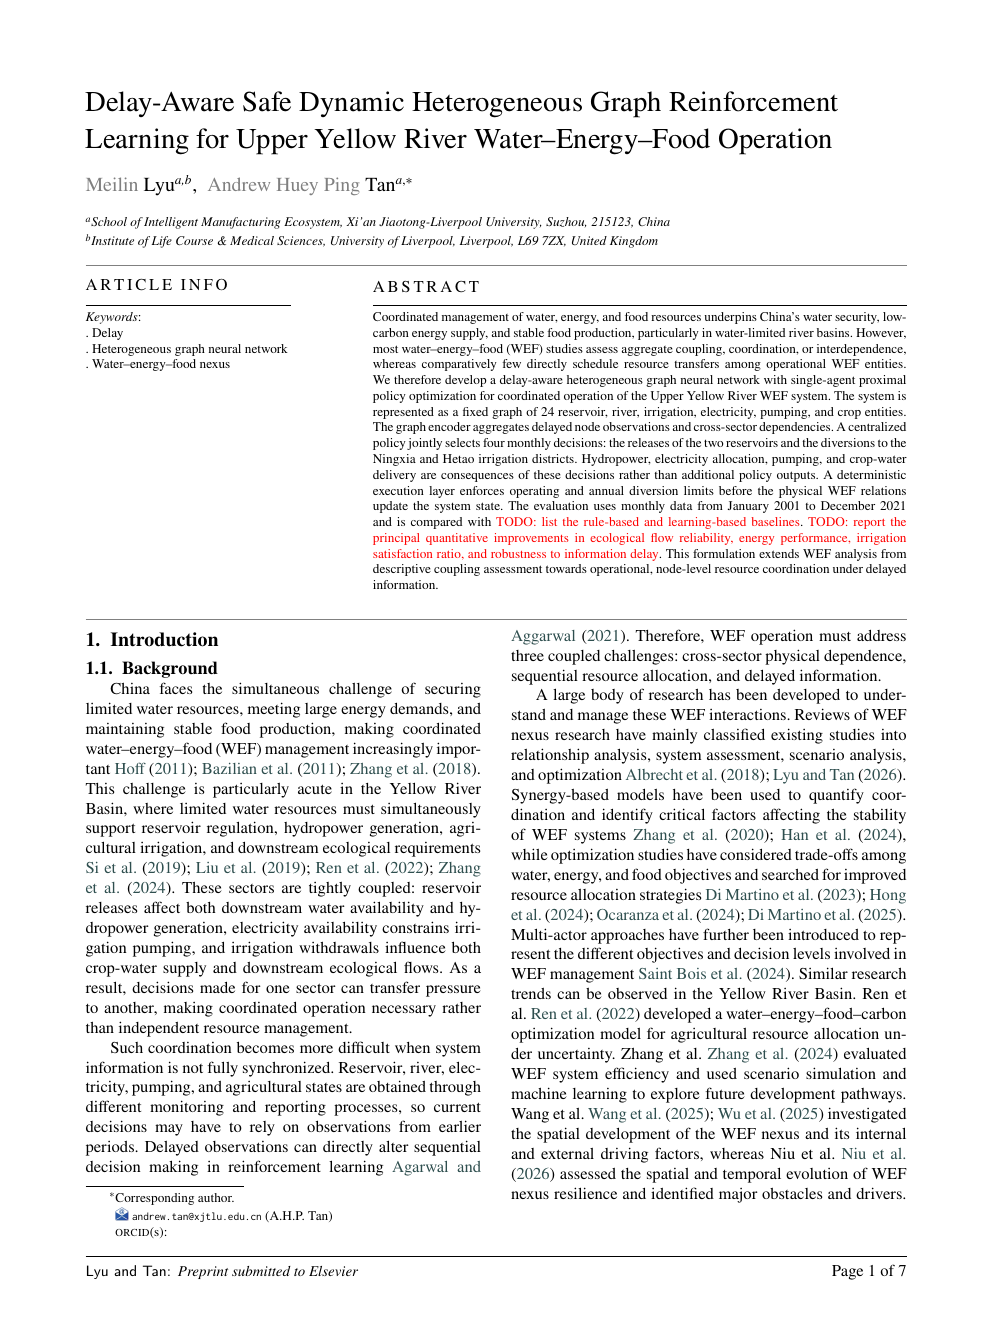 Delay-Aware Safe Dynamic Heterogeneous Graph Reinforcement
Learning for Upper Yellow River Water–Energy–Food Operation
Meilin Lyu^a,b, Andrew Huey Ping Tan^a,*
^a School of Intelligent Manufacturing Ecosystem, Xi'an Jiaotong-Liverpool University, Suzhou, 215123, China
^b Institute of Life Course & Medical Sciences, University of Liverpool, Liverpool, L69 7ZX, United Kingdom
ARTICLE INFO
Keywords:
. Delay
. Heterogeneous graph neural network
. Water–energy–food nexus
ABSTRACT
Coordinated management of water, energy, and food resources underpins China's water security, low-
carbon energy supply, and stable food production, particularly in water-limited river basins. However,
most water–energy–food (WEF) studies assess aggregate coupling, coordination, or interdependence,
whereas comparatively few directly schedule resource transfers among operational WEF entities.
We therefore develop a delay-aware heterogeneous graph neural network with single-agent proximal
policy optimization for coordinated operation of the Upper Yellow River WEF system. The system is
represented as a fixed graph of 24 reservoir, river, irrigation, electricity, pumping, and crop entities.
The graph encoder aggregates delayed node observations and cross-sector dependencies. A centralized
policy jointly selects four monthly decisions: the releases of the two reservoirs and the diversions to the
Ningxia and Hetao irrigation districts. Hydropower, electricity allocation, pumping, and crop-water
delivery are consequences of these decisions rather than additional policy outputs. A deterministic
execution layer enforces operating and annual diversion limits before the physical WEF relations
update the system state. The evaluation uses monthly data from January 2001 to December 2021
and is compared with TODO: list the rule-based and learning-based baselines. TODO: report the
principal quantitative improvements in ecological flow reliability, energy performance, irrigation
satisfaction ratio, and robustness to information delay. This formulation extends WEF analysis from
descriptive coupling assessment towards operational, node-level resource coordination under delayed
information.
1. Introduction
1.1. Background
China faces the simultaneous challenge of securing
limited water resources, meeting large energy demands, and
maintaining stable food production, making coordinated
water–energy–food (WEF) management increasingly impor-
tant Hoff (2011); Bazilian et al. (2011); Zhang et al. (2018).
This challenge is particularly acute in the Yellow River
Basin, where limited water resources must simultaneously
support reservoir regulation, hydropower generation, agri-
cultural irrigation, and downstream ecological requirements
Si et al. (2019); Liu et al. (2019); Ren et al. (2022); Zhang
et al. (2024). These sectors are tightly coupled: reservoir
releases affect both downstream water availability and hy-
dropower generation, electricity availability constrains irri-
gation pumping, and irrigation withdrawals influence both
crop-water supply and downstream ecological flows. As a
result, decisions made for one sector can transfer pressure
to another, making coordinated operation necessary rather
than independent resource management.
Such coordination becomes more difficult when system
information is not fully synchronized. Reservoir, river, elec-
tricity, pumping, and agricultural states are obtained through
different monitoring and reporting processes, so current
decisions may have to rely on observations from earlier
periods. Delayed observations can directly alter sequential
decision making in reinforcement learning Agarwal and
*Corresponding author.
andrew.tan@xjtlu.edu.cn (A.H.P. Tan)
ORCID(s):
Aggarwal (2021). Therefore, WEF operation must address
three coupled challenges: cross-sector physical dependence,
sequential resource allocation, and delayed information.
A large body of research has been developed to under-
stand and manage these WEF interactions. Reviews of WEF
nexus research have mainly classified existing studies into
relationship analysis, system assessment, scenario analysis,
and optimization Albrecht et al. (2018); Lyu and Tan (2026).
Synergy-based models have been used to quantify coor-
dination and identify critical factors affecting the stability
of WEF systems Zhang et al. (2020); Han et al. (2024),
while optimization studies have considered trade-offs among
water, energy, and food objectives and searched for improved
resource allocation strategies Di Martino et al. (2023); Hong
et al. (2024); Ocaranza et al. (2024); Di Martino et al. (2025).
Multi-actor approaches have further been introduced to rep-
resent the different objectives and decision levels involved in
WEF management Saint Bois et al. (2024). Similar research
trends can be observed in the Yellow River Basin. Ren et
al. Ren et al. (2022) developed a water–energy–food–carbon
optimization model for agricultural resource allocation un-
der uncertainty. Zhang et al. Zhang et al. (2024) evaluated
WEF system efficiency and used scenario simulation and
machine learning to explore future development pathways.
Wang et al. Wang et al. (2025); Wu et al. (2025) investigated
the spatial development of the WEF nexus and its internal
and external driving factors, whereas Niu et al. Niu et al.
(2026) assessed the spatial and temporal evolution of WEF
nexus resilience and identified major obstacles and drivers.
Lyu and Tan: Preprint submitted to Elsevier
Page 1 of 7